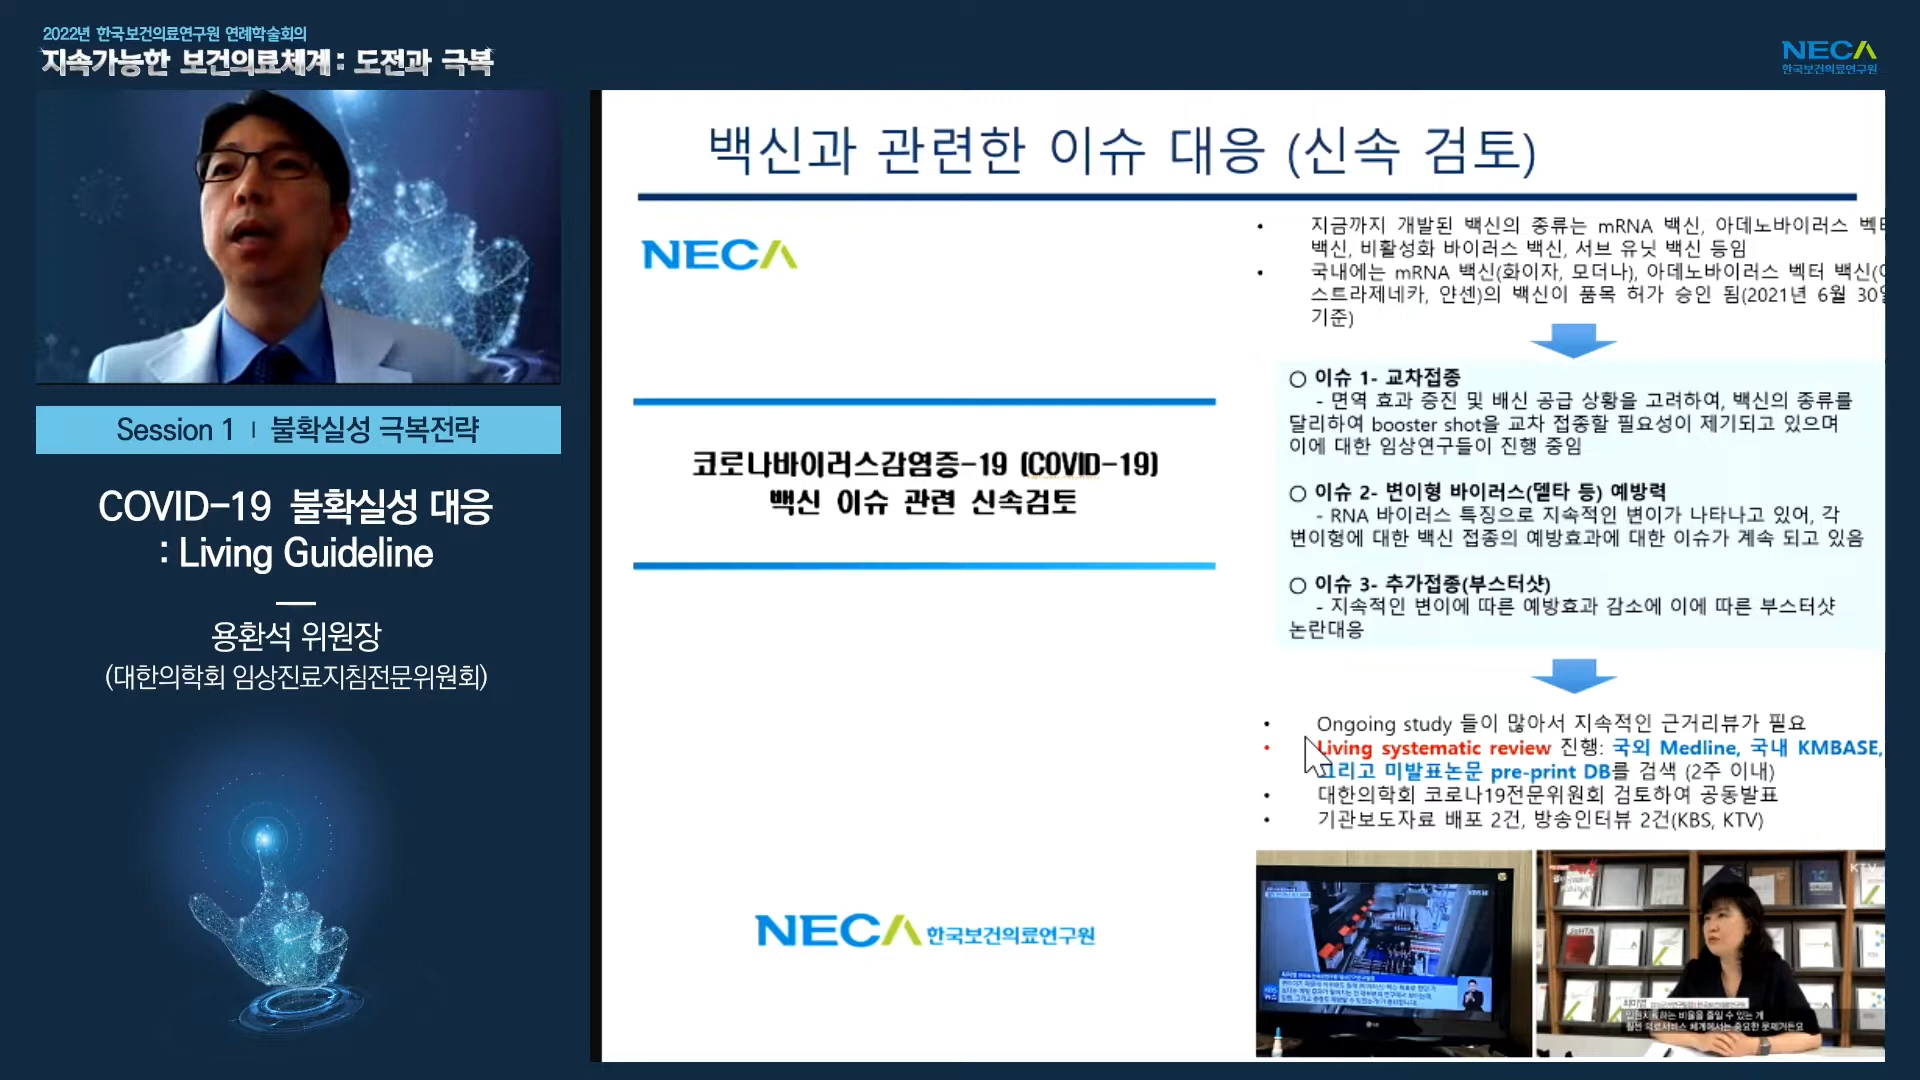 2022년 한국보건의료연구원 연례학술회의
지속가능한 보건의료체계 : 도전과 극복
NECA
한국보건의료연구원
Session 1 | 불확실성 극복전략
COVID-19 불확실성 대응
: Living Guideline
용환석 위원장
(대한의학회 임상진료지침전문위원회)
백신과 관련한 이슈 대응 (신속 검토)
NECA
코로나바이러스감염증-19 (COVID-19)
백신 이슈 관련 신속검토
NECA 한국보건의료연구원
• 지금까지 개발된 백신의 종류는 mRNA 백신, 아데노바이러스
백신, 비활성화 바이러스 백신, 서브 유닛 백신 등임
• 국내에는 mRNA 백신(화이자, 모더나), 아데노바이러스 벡터 백신(
스트라제네카, 얀센)의 백신이 품목 허가 승인 됨(2021년 6월
기준)
○ 이슈 1- 교차접종
- 면역 효과 증진 및 배신 공급 상황을 고려하여, 백신의 종류를
달리하여 booster shot을 교차 접종할 필요성이 제기되고 있으며
이에 대한 임상연구들이 진행 중임
○ 이슈 2- 변이형 바이러스(델타 등) 예방력
- RNA 바이러스 특징으로 지속적인 변이가 나타나고 있어, 각
변이형에 대한 백신 접종의 예방효과에 대한 이슈가 계속 되고 있음
○ 이슈 3- 추가접종(부스터샷)
- 지속적인 변이에 따른 예방효과 감소에 이에 따른 부스터샷
논란대응
• Ongoing study 들이 많아서 지속적인 근거리뷰가 필요
• Living systematic review 진행: 국외 Medline, 국내 KMBASE,
그리고 미발표논문 pre-print DB를 검색 (2주 이내)
• 대한의학회 코로나19전문위원회 검토하여 공동발표
• 기관보도자료 배포 2건, 방송인터뷰 2건(KBS, KTV)
KTV